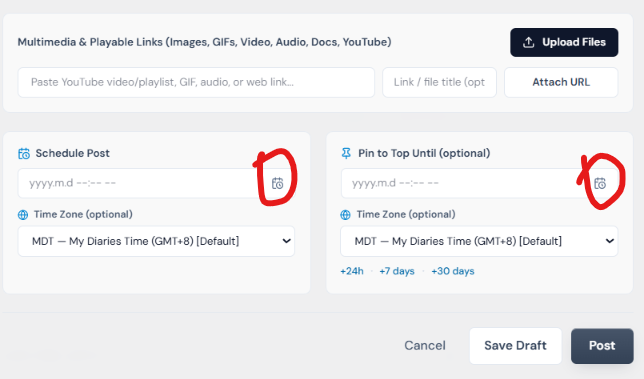 Multimedia & Playable Links (Images, GIFs, Video, Audio, Docs, YouTube)
Upload Files
Paste YouTube video/playlist, GIF, audio, or web link...
Link / file title (opt
Attach URL
Schedule Post
yyyy.m.d --:-- --
Time Zone (optional)
MDT — My Diaries Time (GMT+8) [Default]
Pin to Top Until (optional)
yyyy.m.d --:-- --
Time Zone (optional)
MDT — My Diaries Time (GMT+8) [Default]
+24h · +7 days · +30 days
Cancel
Save Draft
Post